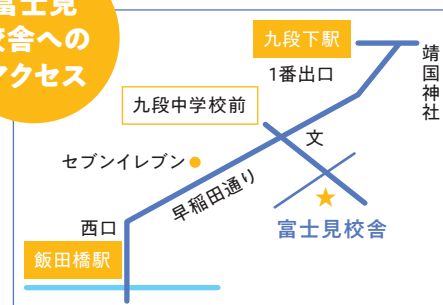 富士見
校舎への
アクセス
九段下駅
1番出口
靖国神社
九段中学校前
文
セブンイレブン
早稲田通り
西口
富士見校舎
飯田橋駅